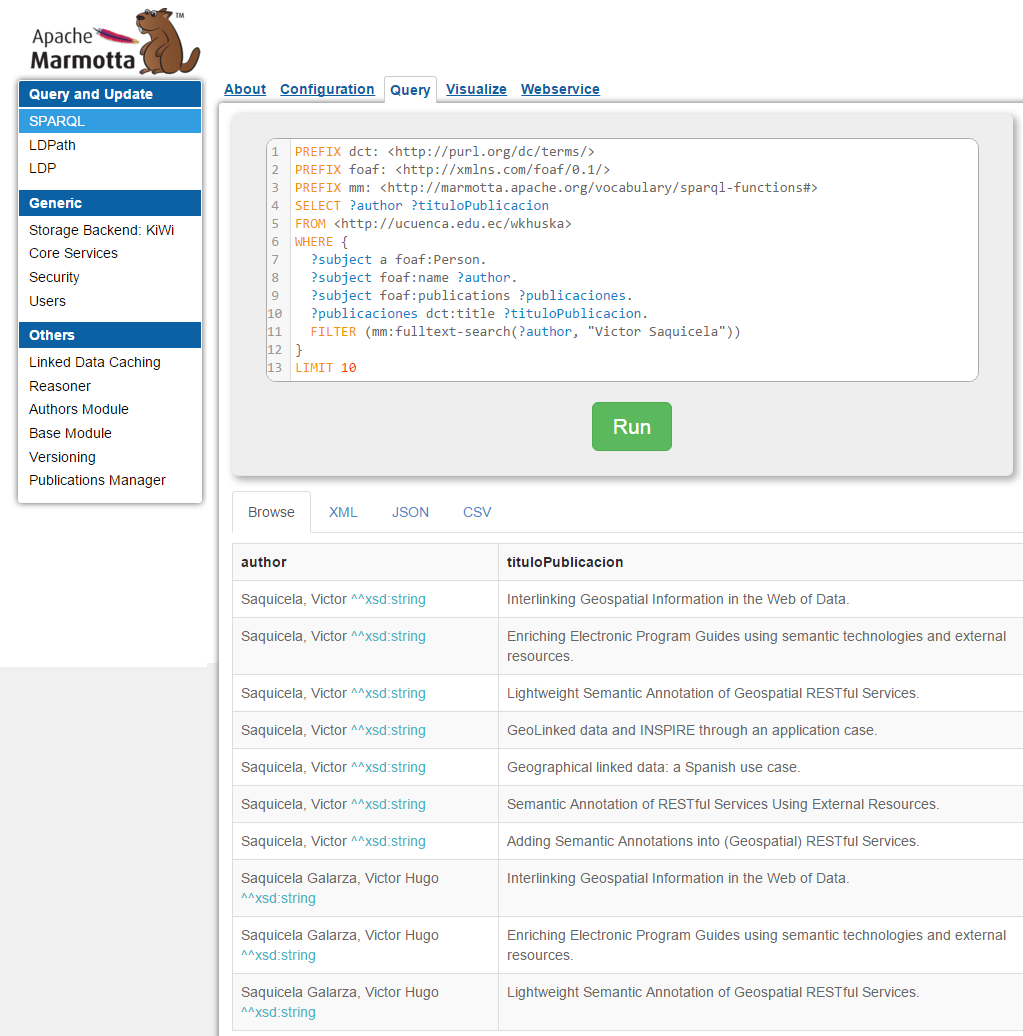 Apache
Marmotta
TM
Query and Update
SPARQL
LDPath
LDP
Generic
Storage Backend: KiWi
Core Services
Security
Users
Others
Linked Data Caching
Reasoner
Authors Module
Base Module
Versioning
Publications Manager
About Configuration Query Visualize Webservice
1 PREFIX dct: <http://purl.org/dc/terms/>
2 PREFIX foaf: <http://xmlns.com/foaf/0.1/>
3 PREFIX mm: <http://marmotta.apache.org/vocabulary/sparql-functions#>
4 SELECT ?author ?tituloPublicacion
5 FROM <http://ucuenca.edu.ec/wkhuska>
6 WHERE {
7 ?subject a foaf:Person.
8 ?subject foaf:name ?author.
9 ?subject foaf:publications ?publicaciones.
10 ?publicaciones dct:title ?tituloPublicacion.
11 FILTER (mm:fulltext-search(?author, "Victor Saquicela"))
12 }
13 LIMIT 10
Run
Browse XML JSON CSV
author tituloPublicacion
Saquicela, Victor ^^xsd:string Interlinking Geospatial Information in the Web of Data.
Saquicela, Victor ^^xsd:string Enriching Electronic Program Guides using semantic technologies and external
resources.
Saquicela, Victor ^^xsd:string Lightweight Semantic Annotation of Geospatial RESTful Services.
Saquicela, Victor ^^xsd:string GeoLinked data and INSPIRE through an application case.
Saquicela, Victor ^^xsd:string Geographical linked data: a Spanish use case.
Saquicela, Victor ^^xsd:string Semantic Annotation of RESTful Services Using External Resources.
Saquicela, Victor ^^xsd:string Adding Semantic Annotations into (Geospatial) RESTful Services.
Saquicela Galarza, Victor Hugo Interlinking Geospatial Information in the Web of Data.
^^xsd:string
Saquicela Galarza, Victor Hugo Enriching Electronic Program Guides using semantic technologies and external
^^xsd:string resources.
Saquicela Galarza, Victor Hugo Lightweight Semantic Annotation of Geospatial RESTful Services.
^^xsd:string